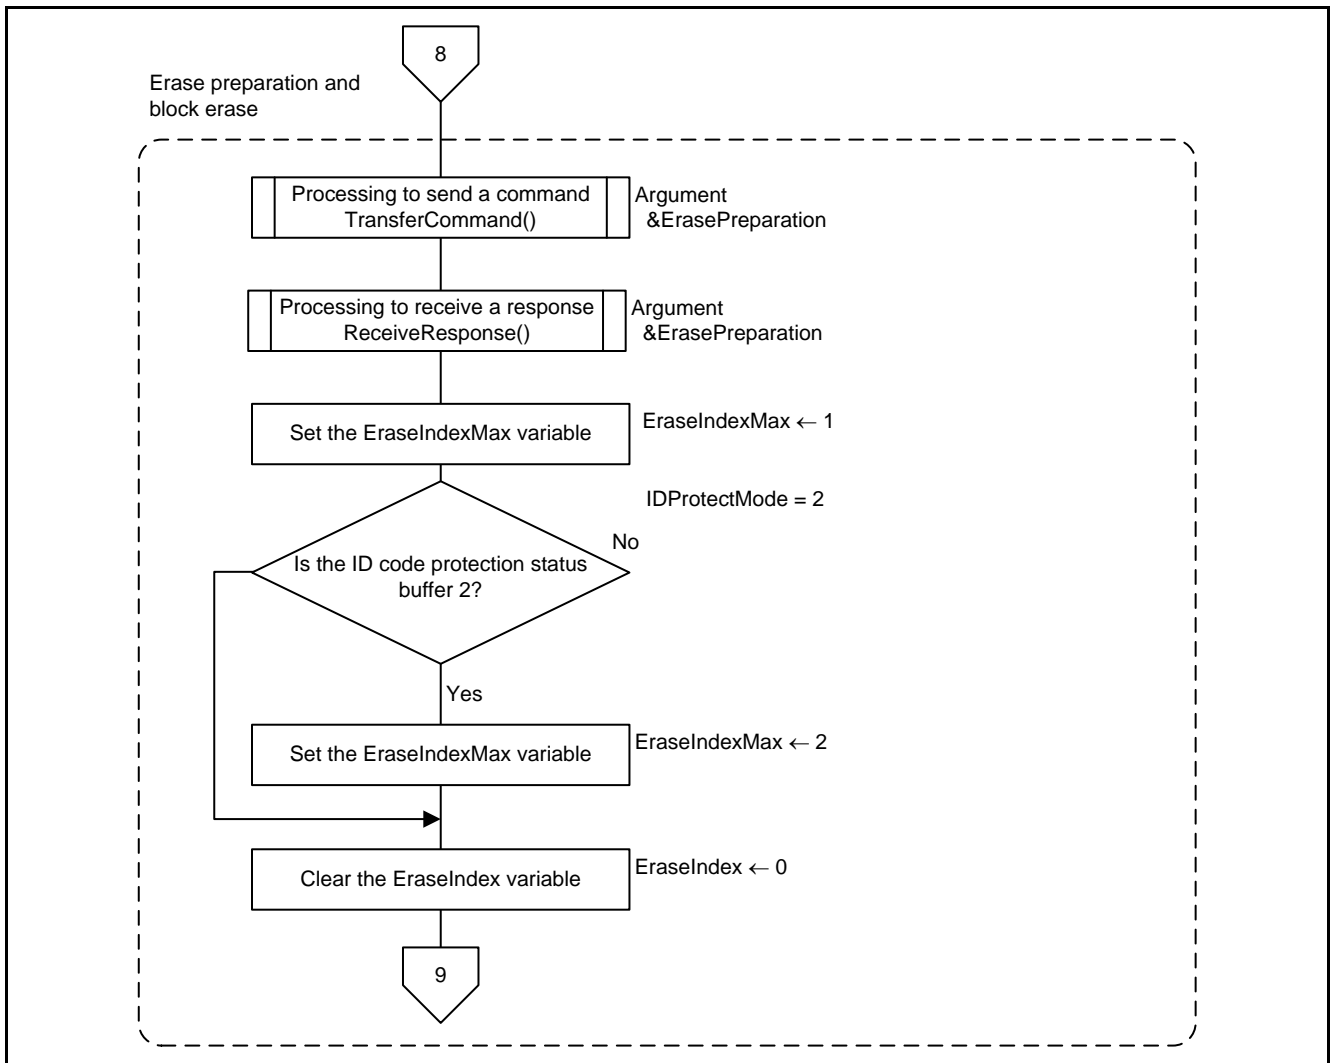 8
Erase preparation and
block erase
Processing to send a command
TransferCommand()
Argument
&ErasePreparation
Processing to receive a response
ReceiveResponse()
Argument
&ErasePreparation
Set the EraseIndexMax variable
EraseIndexMax ← 1
IDProtectMode = 2
No
Is the ID code protection status
buffer 2?
Yes
Set the EraseIndexMax variable
EraseIndexMax ← 2
Clear the EraseIndex variable
EraseIndex ← 0
9